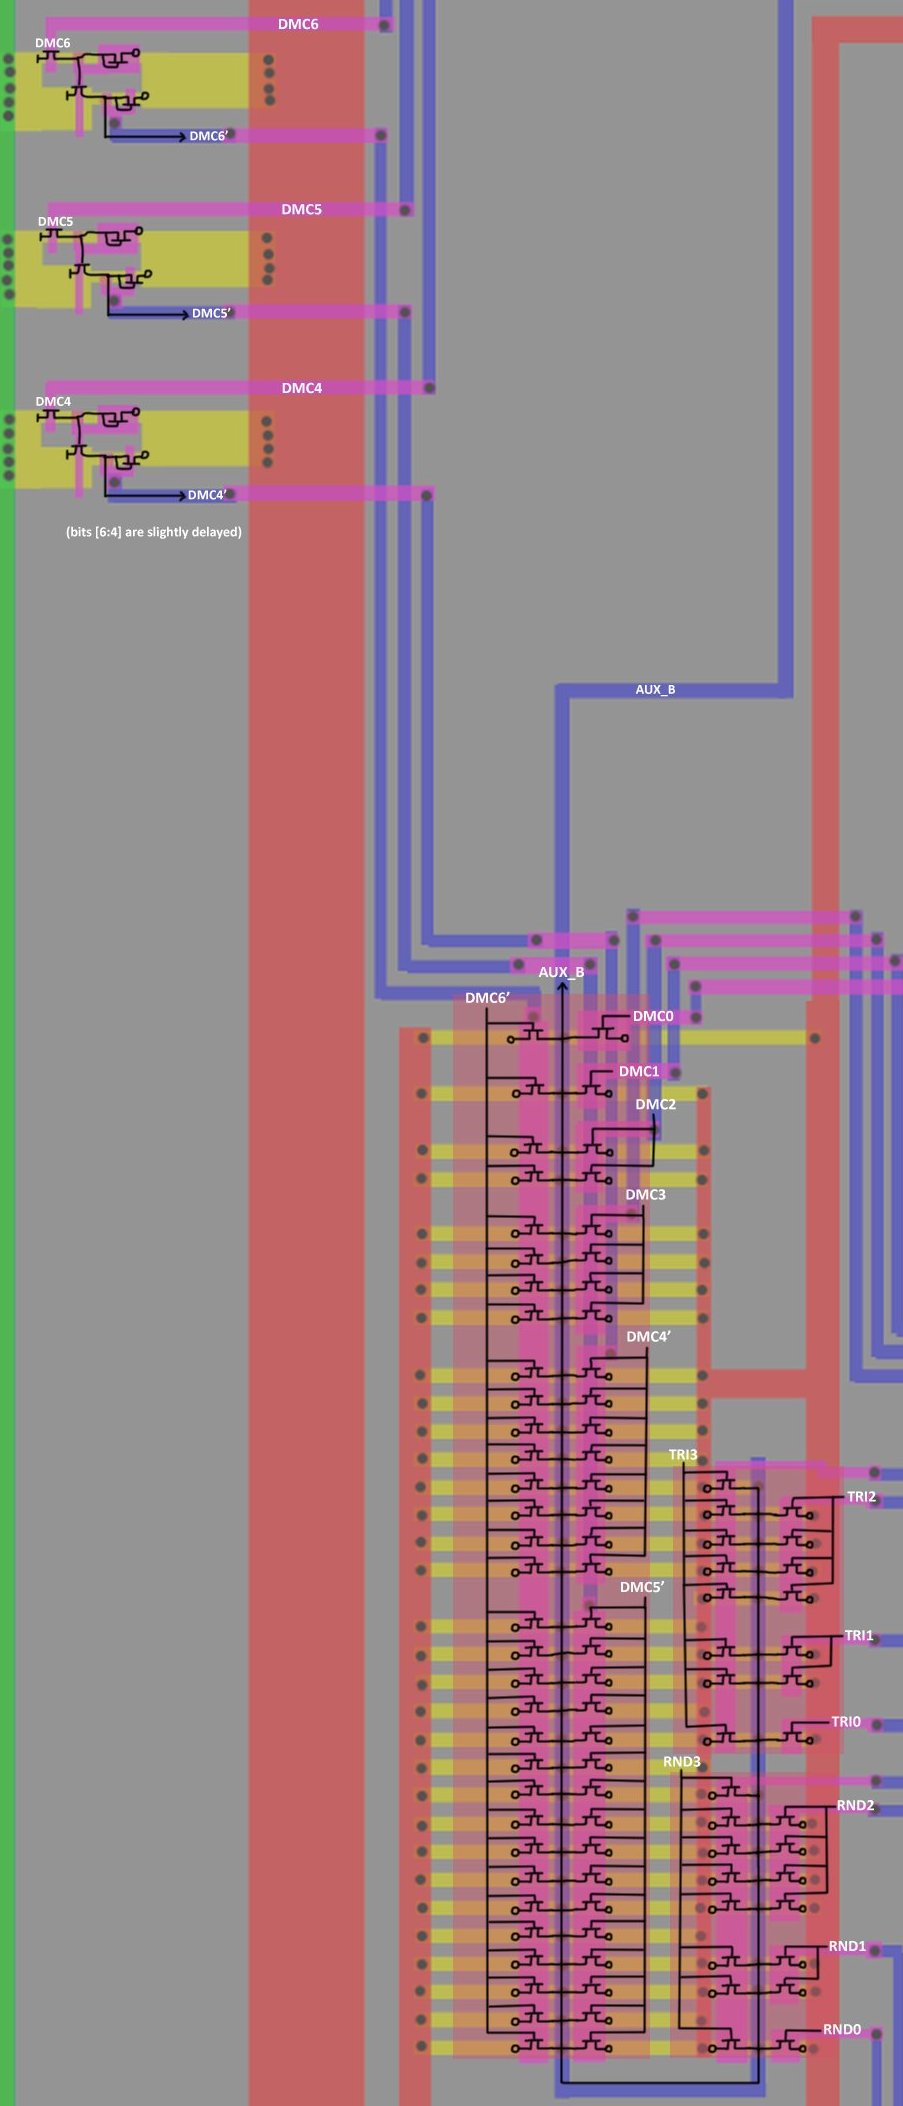 DMC6
DMC6
DMC6’
DMC5
DMC5
DMC5’
DMC4
DMC4
DMC4’
(bits [6:4] are slightly delayed)
AUX_B
AUX_B
DMC6’
DMC0
DMC1
DMC2
DMC3
DMC4’
TRI3
TRI2
DMC5’
TRI1
TRI0
RND3
RND2
RND1
RND0